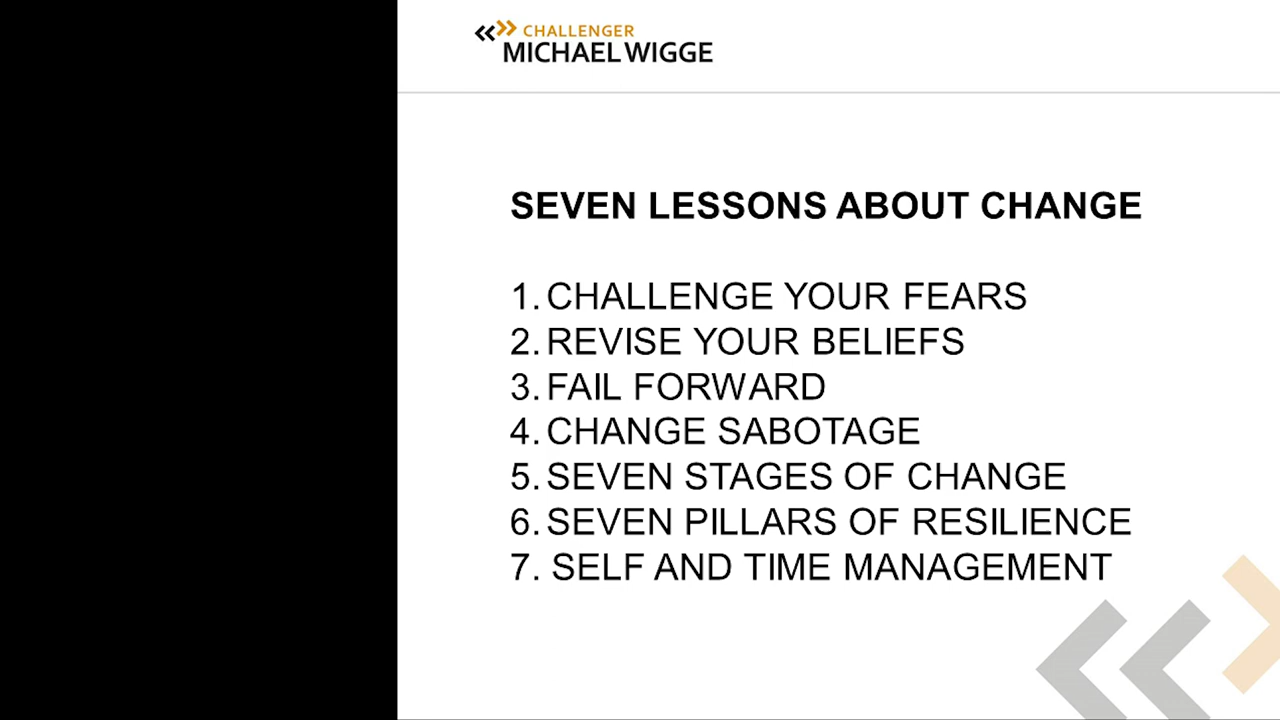 CHALLENGER
MICHAEL WIGGE
SEVEN LESSONS ABOUT CHANGE
1. CHALLENGE YOUR FEARS
2. REVISE YOUR BELIEFS
3. FAIL FORWARD
4. CHANGE SABOTAGE
5. SEVEN STAGES OF CHANGE
6. SEVEN PILLARS OF RESILIENCE
7. SELF AND TIME MANAGEMENT